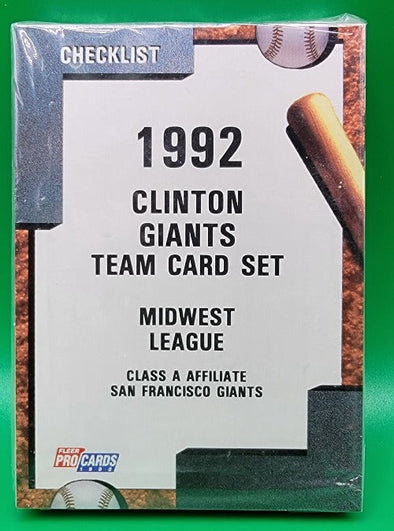 CHECKLIST
1992
CLINTON
GIANTS
TEAM CARD SET
MIDWEST
LEAGUE
CLASS A AFFILIATE
SAN FRANCISCO GIANTS
FLEER
PRO CARDS
1992